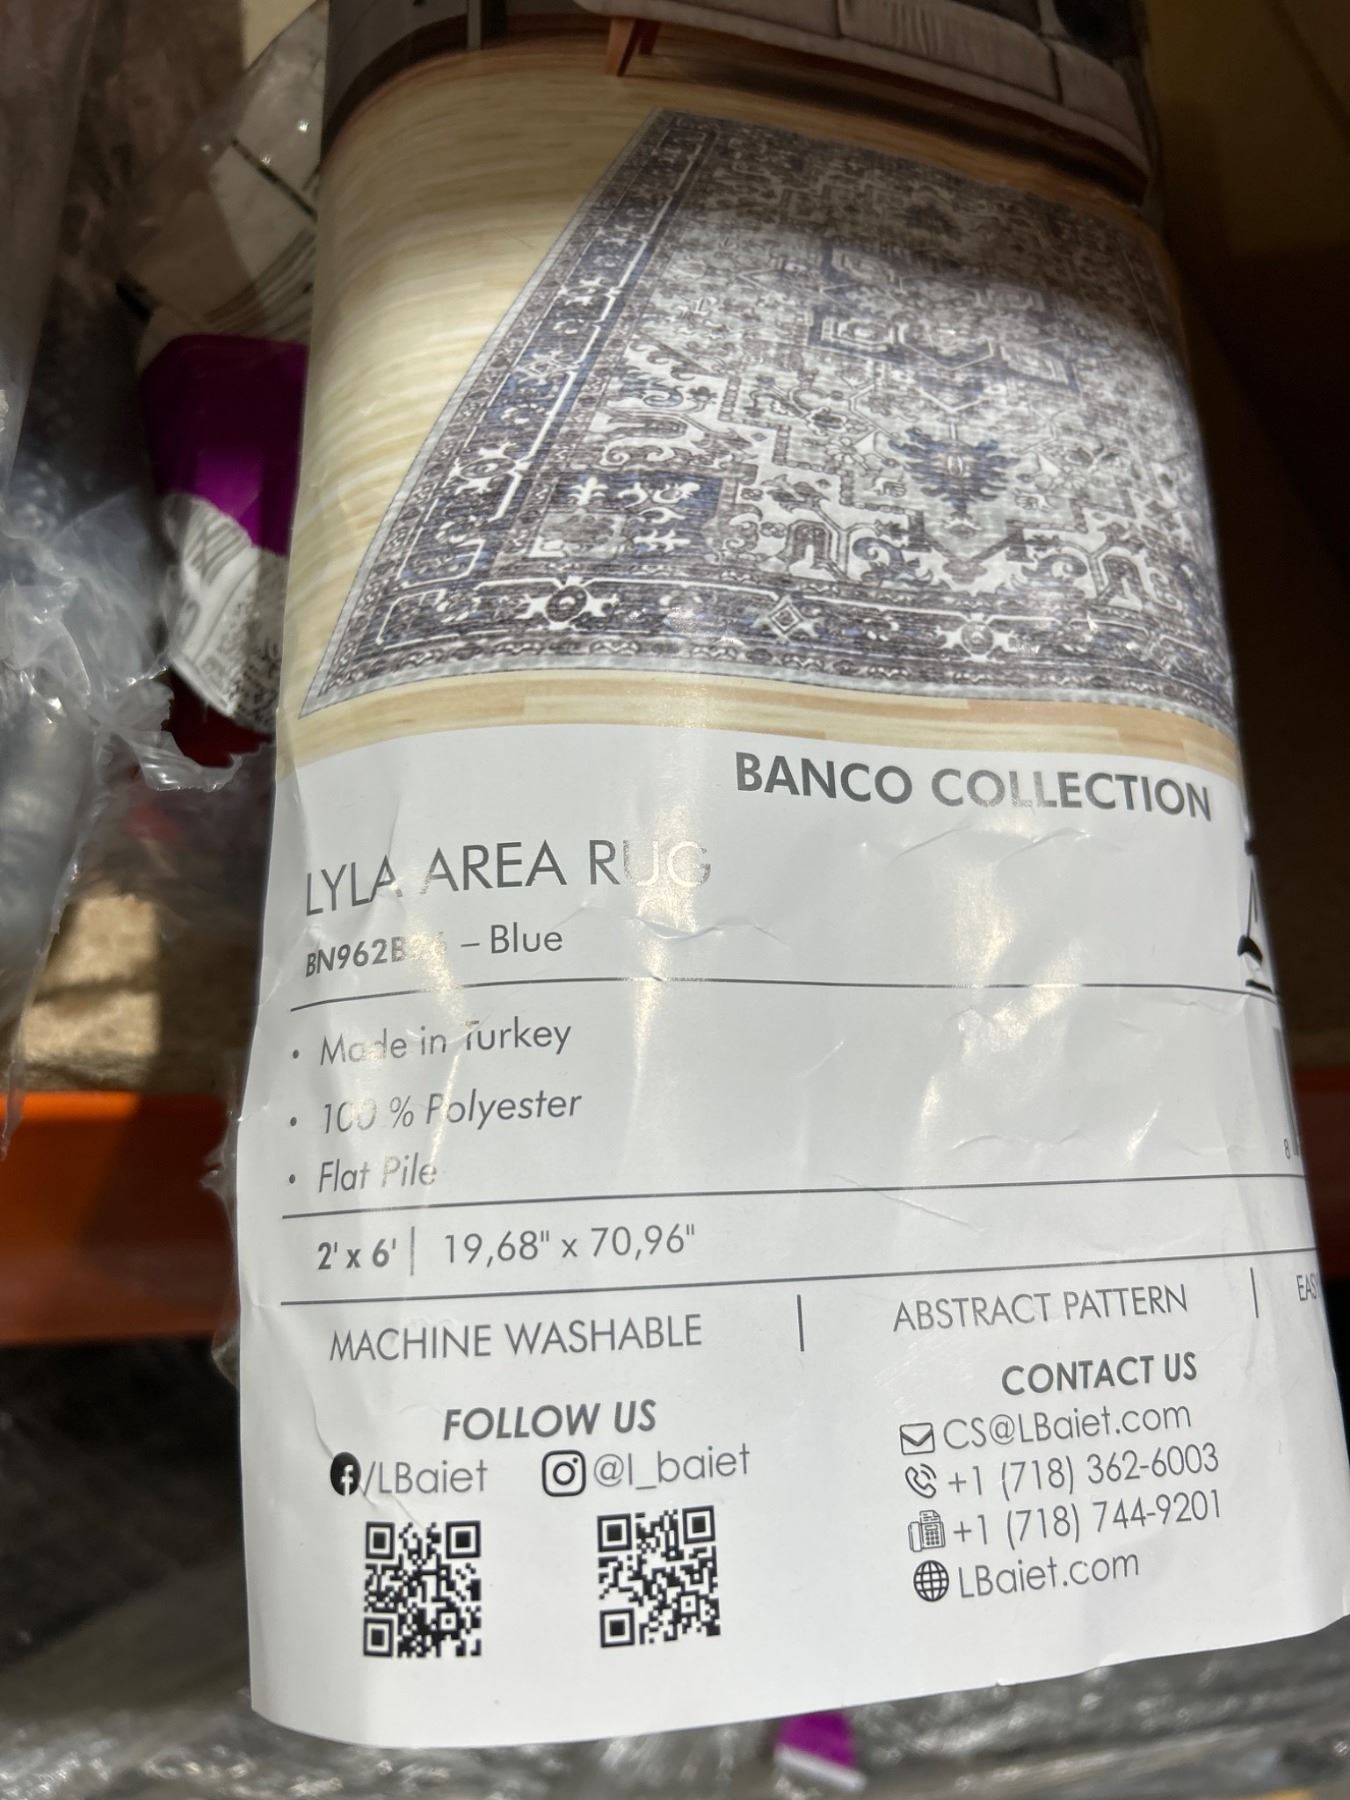 BANCO COLLECTION
LYLA AREA RUG
– Blue
• Made in Turkey
• 100 % Polyester
• Flat Pile
8
2' x 6' | 19,68" x 70,96"
MACHINE WASHABLE | ABSTRACT PATTERN |
FOLLOW US
/LBaiet @l_baiet
CONTACT US
CS@LBaiet.com
+1 (718) 362-6003
+1 (718) 744-9201
LBaiet.com